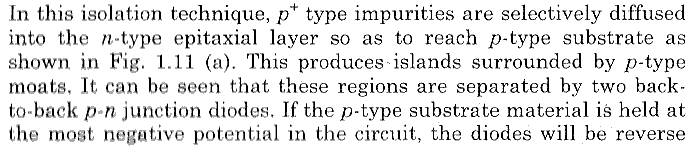 In this isolation technique, p⁺ type impurities are selectively diffused
into the n-type epitaxial layer so as to reach p-type substrate as
shown in Fig. 1.11 (a). This produces islands surrounded by p-type
moats. It can be seen that these regions are separated by two back-
to-back p-n junction diodes. If the p-type substrate material is held at
the most negative potential in the circuit, the diodes will be reverse